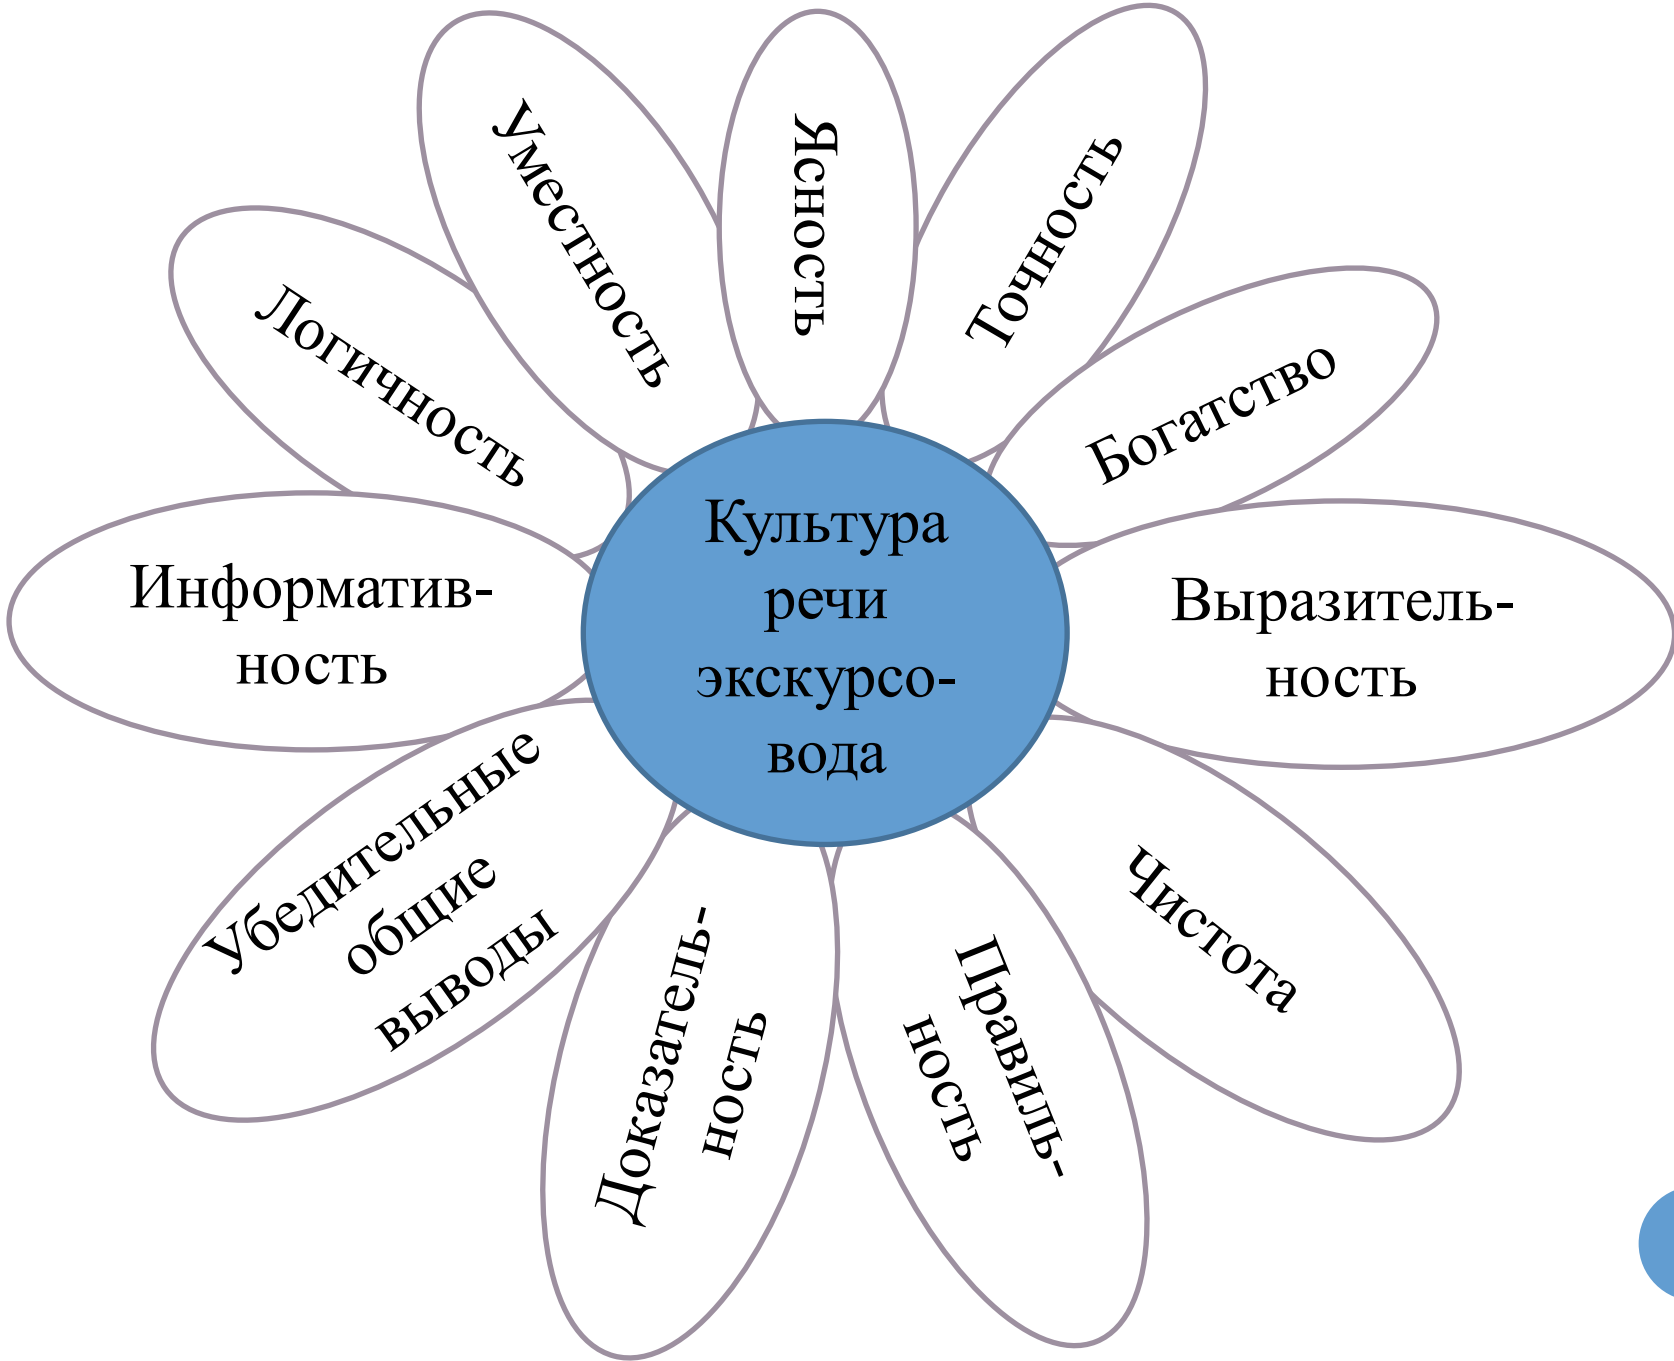 Ясность
Точность
Богатство
Выразитель-
ность
Чистота
Правиль-
ность
Доказатель-
ность
Убедительные
общие
выводы
Информатив-
ность
Логичность
Уместность
Культура
речи
экскурсо-
вода